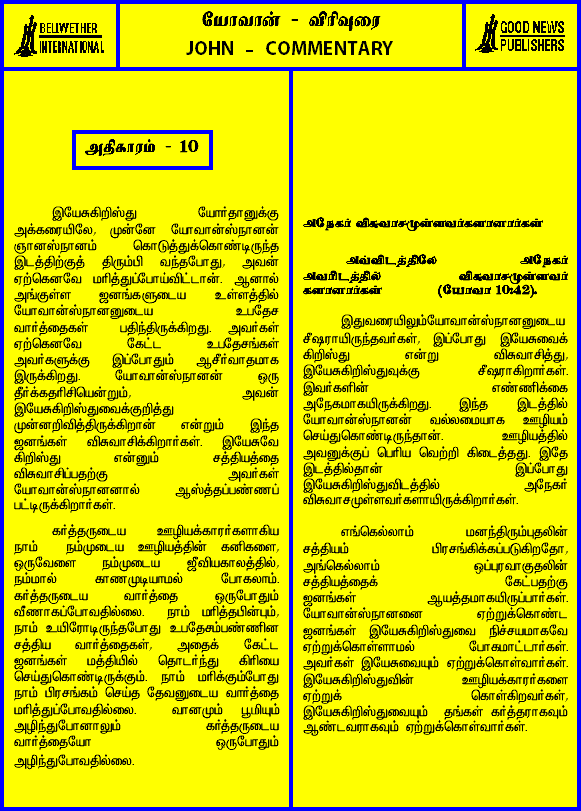 BELWETHER
INTERNATIONAL
யோவான் - விரிவுரை
JOHN - COMMENTARY
GOOD NEWS
PUBLISHERS
அதிகாரம் - 10
இயேசுகிறிஸ்து யோர்தானுக்கு
அக்கரையிலே, முன்னே யோவான்ஸ்நானன்
ஞானஸ்நானம் கொடுத்துக்கொண்டிருந்த
இடத்திற்குத் திரும்பி வந்தபோது, அவன்
ஏற்கெனவே மரித்துப்போய்விட்டான். ஆனால்
அங்குள்ள ஜனங்களுடைய உள்ளத்தில்
யோவான்ஸ்நானனுடைய உபதேச
வார்த்தைகள் பதிந்திருக்கிறது. அவர்கள்
ஏற்கெனவே கேட்ட உபதேசங்கள்
அவர்களுக்கு இப்போதும் ஆசீர்வாதமாக
இருக்கிறது. யோவான்ஸ்நானன் ஒரு
தீர்க்கதரிசியென்றும், அவன்
இயேசுகிறிஸ்துவைக்குறித்து
முன்னறிவித்திருக்கிறான் என்றும் இந்த
ஜனங்கள் விசுவாசிக்கிறார்கள். இயேசுவே
கிறிஸ்து என்னும் சத்தியத்தை
விசுவாசிப்பதற்கு அவர்கள்
யோவான்ஸ்நானனால் ஆஸ்த்தப்பண்ணப்
பட்டிருக்கிறார்கள்.
கர்த்தருடைய ஊழியக்காரர்களாகிய
நாம் நம்முடைய ஊழியத்தின் கனிகளை,
ஒருவேளை நம்முடைய ஜீவியகாலத்தில்,
நம்மால் காணமுடியாமல் போகலாம்.
கர்த்தருடைய வார்த்தை ஒருபோதும்
வீணாகப்போவதில்லை. நாம் மரித்தபின்பும்,
நாம் உயிரோடிருந்தபோது உபதேசம்பண்ணின
சத்திய வார்த்தைகள், அதைக் கேட்ட
ஜனங்கள் மத்தியில் தொடர்ந்து கிரியை
செய்துகொண்டிருக்கும். நாம் மரிக்கும்போது
நாம் பிரசங்கம் செய்த தேவனுடைய வார்த்தை
மரித்துப்போவதில்லை. வானமும் பூமியும்
அழிந்துபோனாலும் கர்த்தருடைய
வார்த்தையோ ஒருபோதும்
அழிந்துபோவதில்லை.
அநேகர் விசுவாசமுள்ளவர்களானார்கள்
அவ்விடத்திலே அநேகர்
அவரிடத்தில் விசுவாசமுள்ளவர்
களானார்கள் (யோவா 10:42).
இதுவரையிலும்யோவான்ஸ்நானனுடைய
சீஷராயிருந்தவர்கள், இப்போது இயேசுவைக்
கிறிஸ்து என்று விசுவாசித்து,
இயேசுகிறிஸ்துவுக்கு சீஷராகிறார்கள்.
இவர்களின் எண்ணிக்கை
அநேகமாகயிருக்கிறது. இந்த இடத்தில்
யோவான்ஸ்நானன் வல்லமையாக ஊழியம்
செய்துகொண்டிருந்தான். ஊழியத்தில்
அவனுக்குப் பெரிய வெற்றி கிடைத்தது. இதே
இடத்தில்தான் இப்போது
இயேசுகிறிஸ்துவிடத்தில் அநேகர்
விசுவாசமுள்ளவர்களாயிருக்கிறார்கள்.
எங்கெல்லாம் மனந்திரும்புதலின்
சத்தியம் பிரசங்கிக்கப்படுகிறதோ,
அங்கெல்லாம் ஒப்புரவாகுதலின்
சத்தியத்தைக் கேட்பதற்கு
ஜனங்கள் ஆயத்தமாயிருப்பார்கள்.
யோவான்ஸ்நானனை ஏற்றுக்கொண்ட
ஜனங்கள் இயேசுகிறிஸ்துவை நிச்சயமாகவே
ஏற்றுக்கொள்ளாமல் போகமாட்டார்கள்.
அவர்கள் இயேசுவையும் ஏற்றுக்கொள்வார்கள்.
இயேசுகிறிஸ்துவின் ஊழியக்காரர்களை
ஏற்றுக் கொள்கிறவர்கள்,
இயேசுகிறிஸ்துவையும் தங்கள் கர்த்தராகவும்
ஆண்டவராகவும் ஏற்றுக்கொள்வார்கள்.